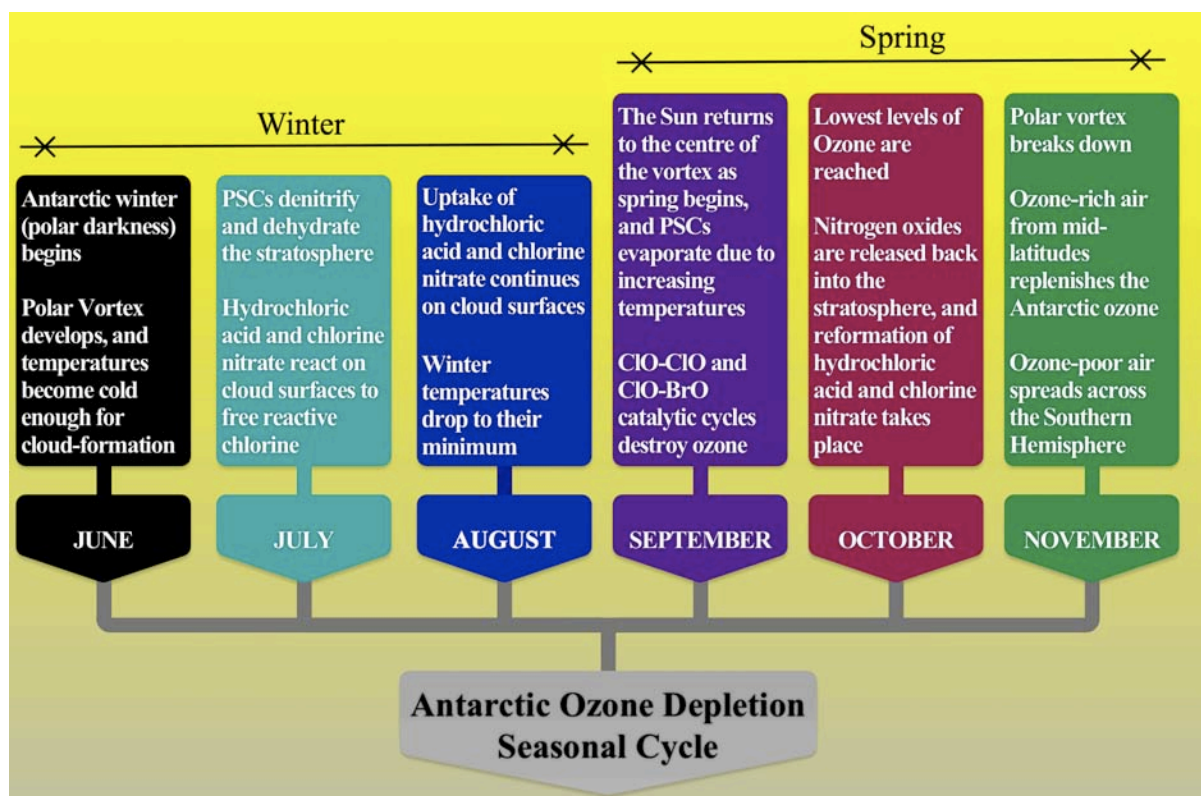 Spring
Winter
Antarctic winter
(polar darkness)
begins
Polar Vortex
develops, and
temperatures
become cold
enough for
cloud-formation
JUNE
PSCs denitrify
and dehydrate
the stratosphere
Hydrochloric
acid and chlorine
nitrate react on
cloud surfaces to
free reactive
chlorine
JULY
Uptake of
hydrochloric
acid and chlorine
nitrate continues
on cloud surfaces
Winter
temperatures
drop to their
minimum
AUGUST
The Sun returns
to the centre of
the vortex as
spring begins,
and PSCs
evaporate due to
increasing
temperatures
ClO-ClO and
ClO-BrO
catalytic cycles
destroy ozone
SEPTEMBER
Lowest levels of
Ozone are
reached
Nitrogen oxides
are released back
into the
stratosphere, and
reformation of
hydrochloric
acid and chlorine
nitrate takes
place
OCTOBER
Polar vortex
breaks down
Ozone-rich air
from mid-
latitudes
replenishes the
Antarctic ozone
Ozone-poor air
spreads across
the Southern
Hemisphere
NOVEMBER
Antarctic Ozone Depletion
Seasonal Cycle